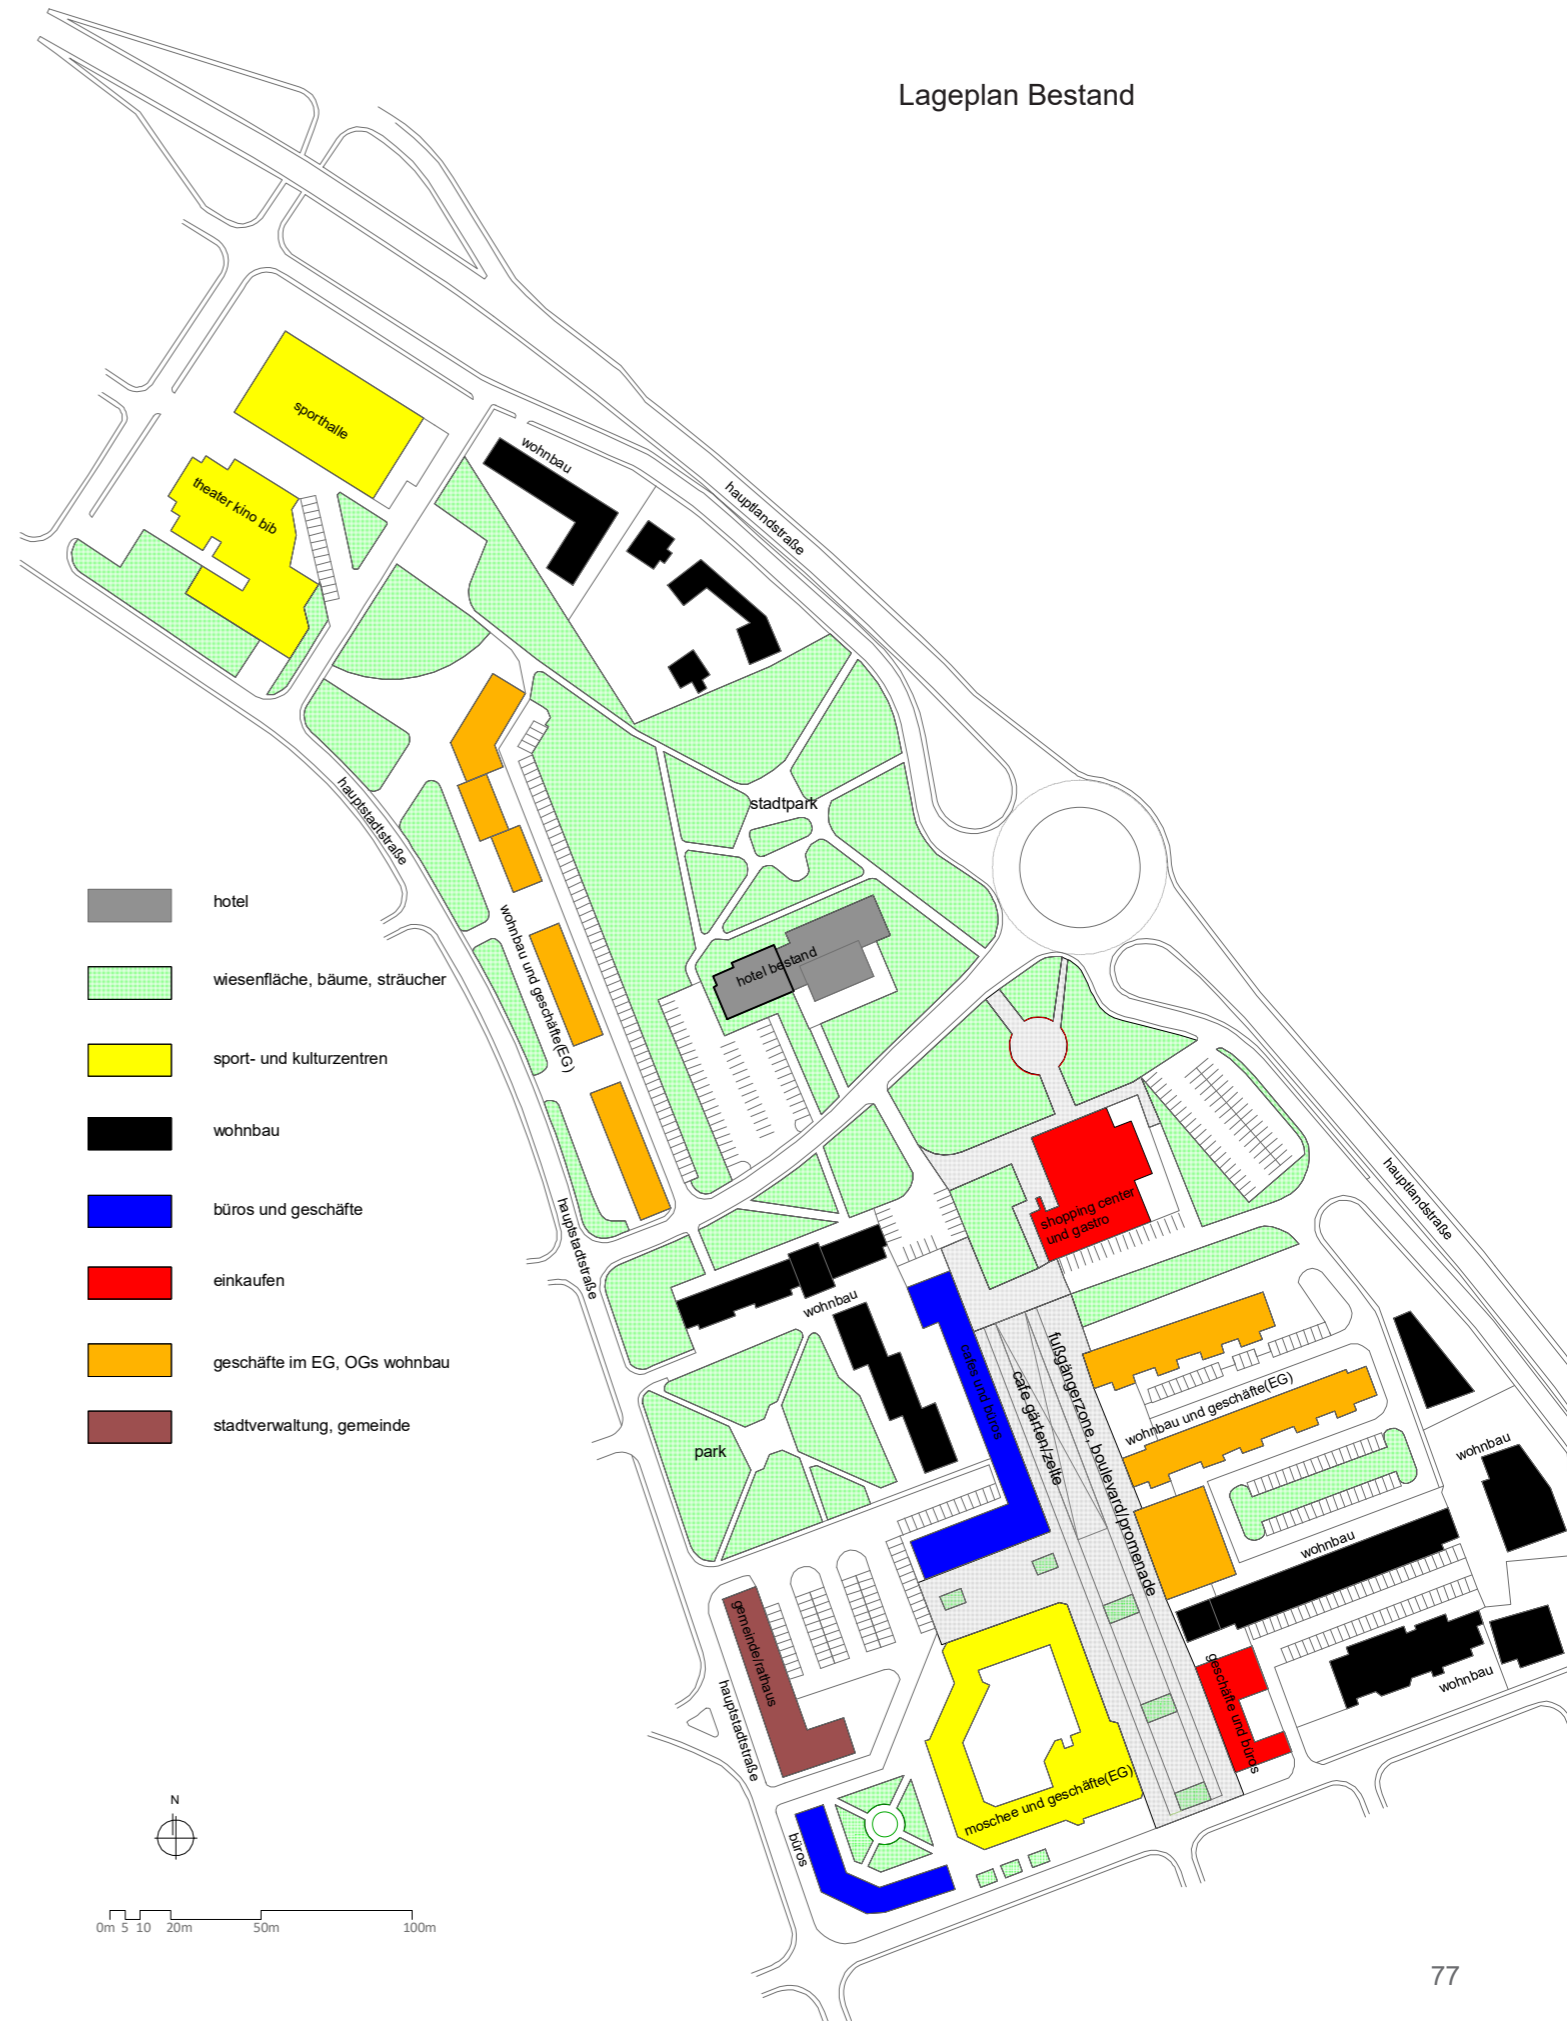 Lageplan Bestand
sporthalle
theater kino bib
wohnbau
hauptlandstraße
hauptstadtstraße
stadtpark
wohnbau und geschäfte(EG)
hotel bestand
hotel
wiesenfläche, bäume, sträucher
sport- und kulturzentren
wohnbau
büros und geschäfte
einkaufen
geschäfte im EG, OGs wohnbau
stadtverwaltung, gemeinde
hauptstadtstraße
shopping center
und gastro
hauptlandstraße
wohnbau
cafes und büros
cafe gärten/zelte
fußgängerzone, boulevard/promenade
wohnbau und geschäfte(EG)
park
wohnbau
wohnbau
gemeinde/rathaus
hauptstadtstraße
geschäfte und büros
wohnbau
moschee und geschäfte(EG)
büros
N
0m 5 10 20m 50m 100m
77